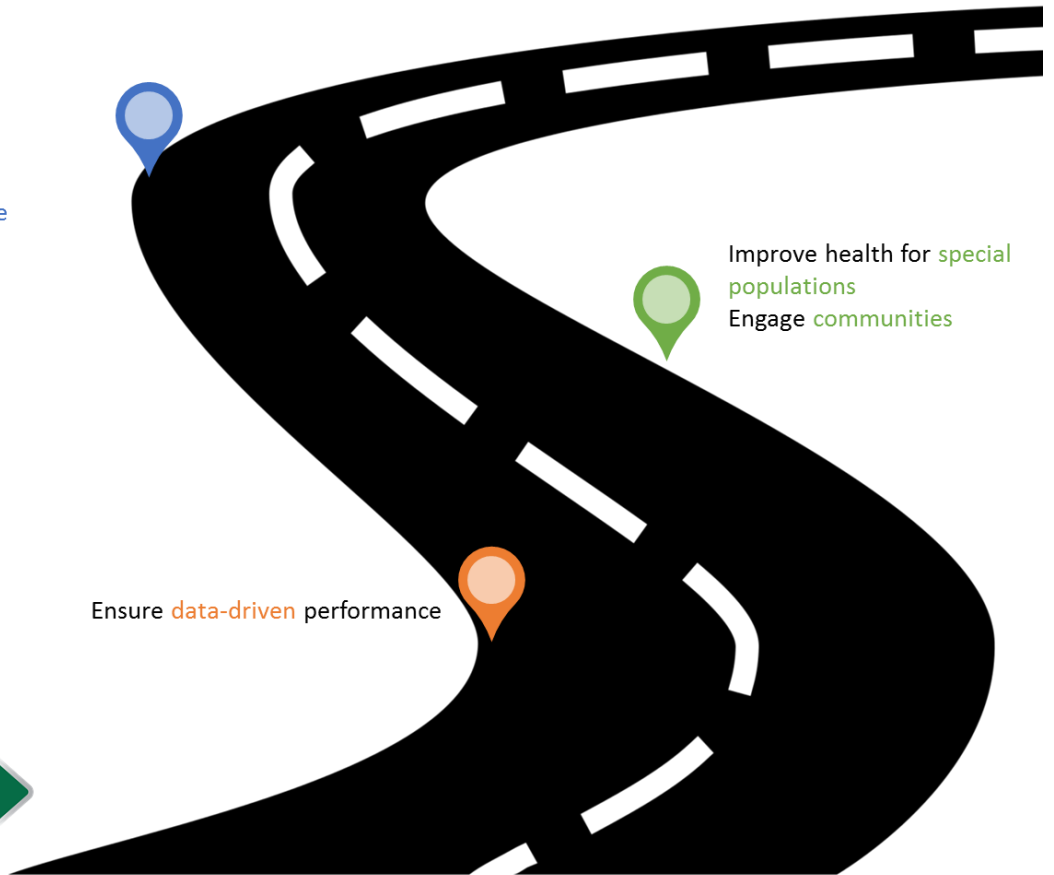 Improve health for special
populations
Engage communities
Ensure data-driven performance